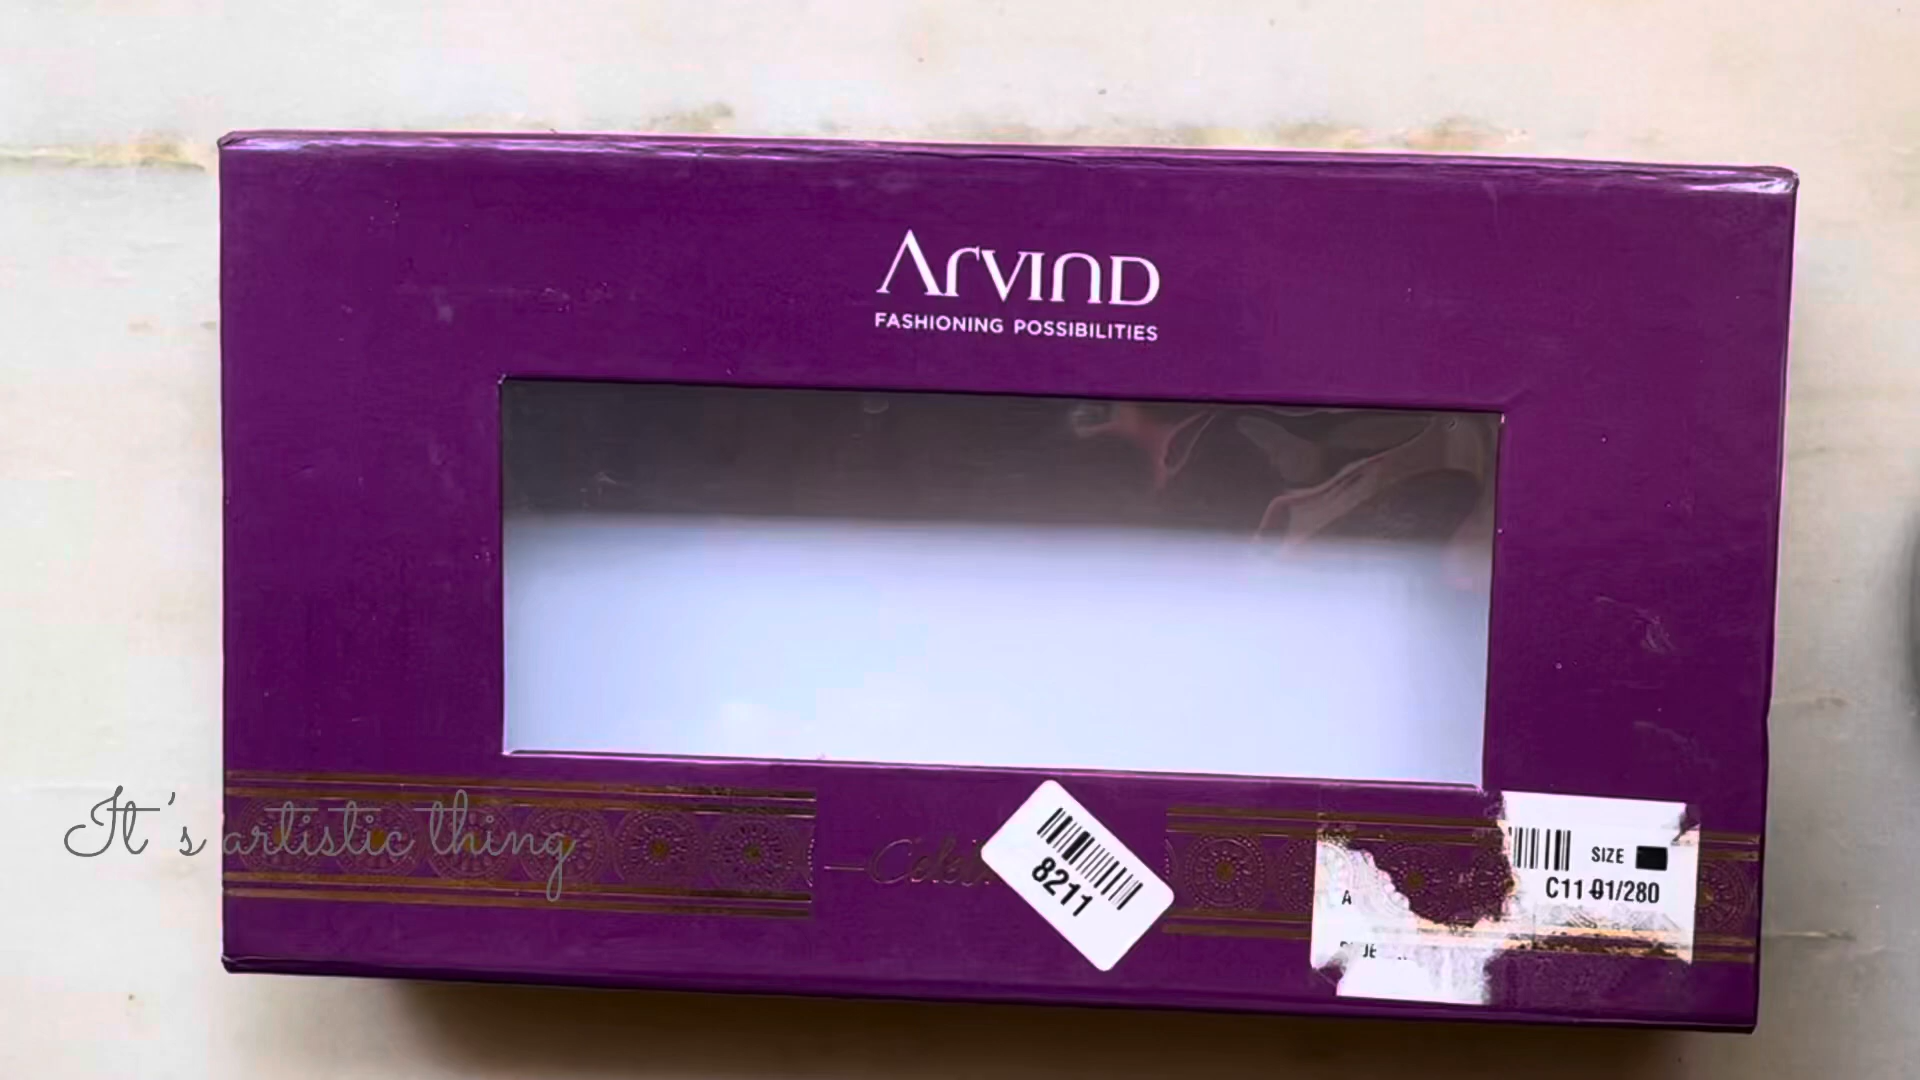 ARVIND
FASHIONING POSSIBILITIES
It's artistic thing
8211
SIZE
C11 01/280
A